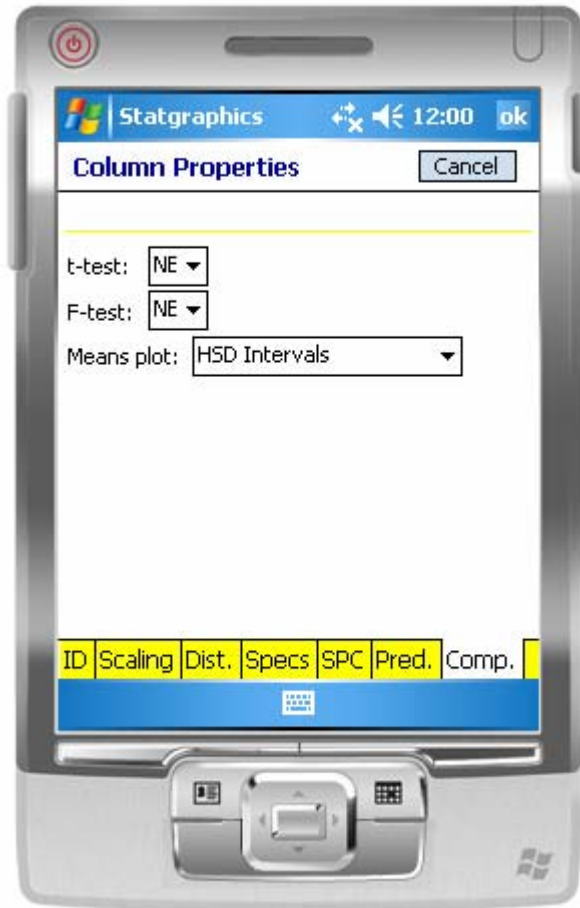 Statgraphics 12:00 ok
Column Properties Cancel
t-test: NE
F-test: NE
Means plot: HSD Intervals
ID Scaling Dist. Specs SPC Pred. Comp.